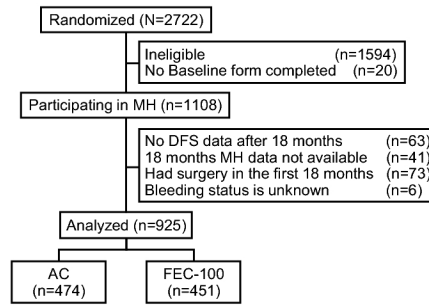 Randomized (N=2722)
Ineligible (n=1594)
No Baseline form completed (n=20)
Participating in MH (n=1108)
No DFS data after 18 months (n=63)
18 months MH data not available (n=41)
Had surgery in the first 18 months (n=73)
Bleeding status is unknown (n=6)
Analyzed (n=925)
AC
(n=474)
FEC-100
(n=451)